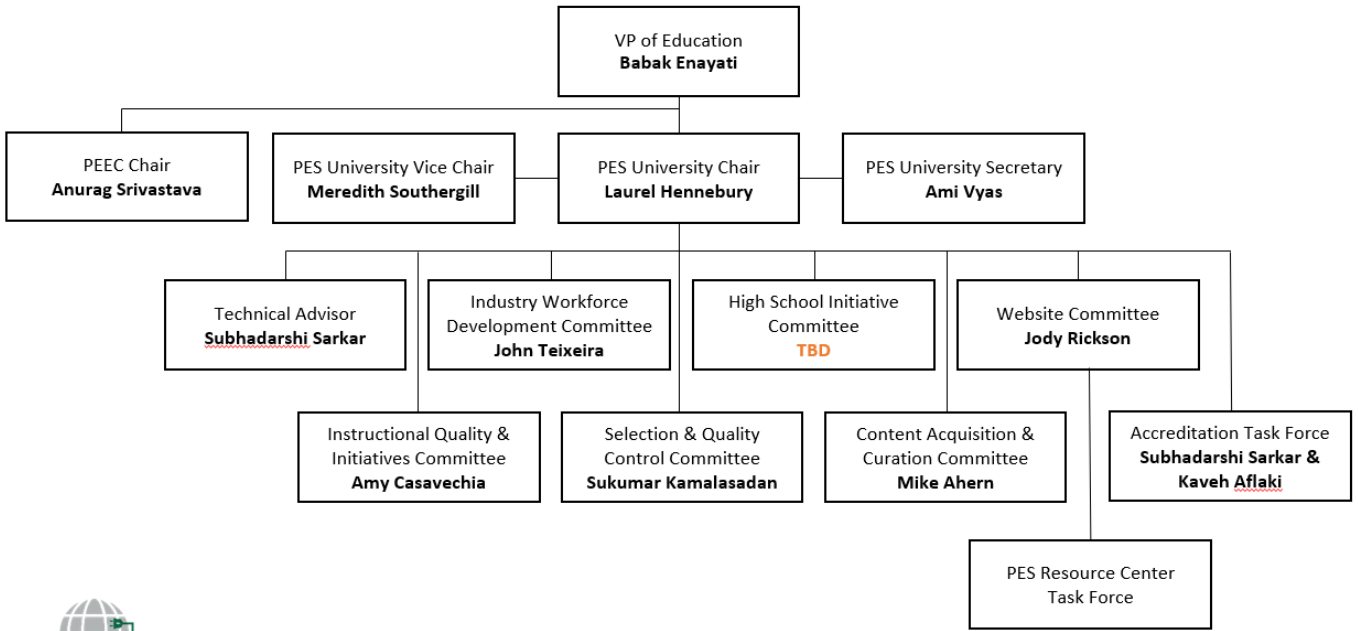 VP of Education
Babak Enayati
PEEC Chair
Anurag Srivastava
PES University Vice Chair
Meredith Southergill
PES University Chair
Laurel Hennebury
PES University Secretary
Ami Vyas
Technical Advisor
Subhadarshi Sarkar
Industry Workforce
Development Committee
John Teixeira
High School Initiative
Committee
TBD
Website Committee
Jody Rickson
Instructional Quality &
Initiatives Committee
Amy Casavechia
Selection & Quality
Control Committee
Sukumar Kamalasadan
Content Acquisition &
Curation Committee
Mike Ahern
Accreditation Task Force
Subhadarshi Sarkar &
Kaveh Aflaki
PES Resource Center
Task Force